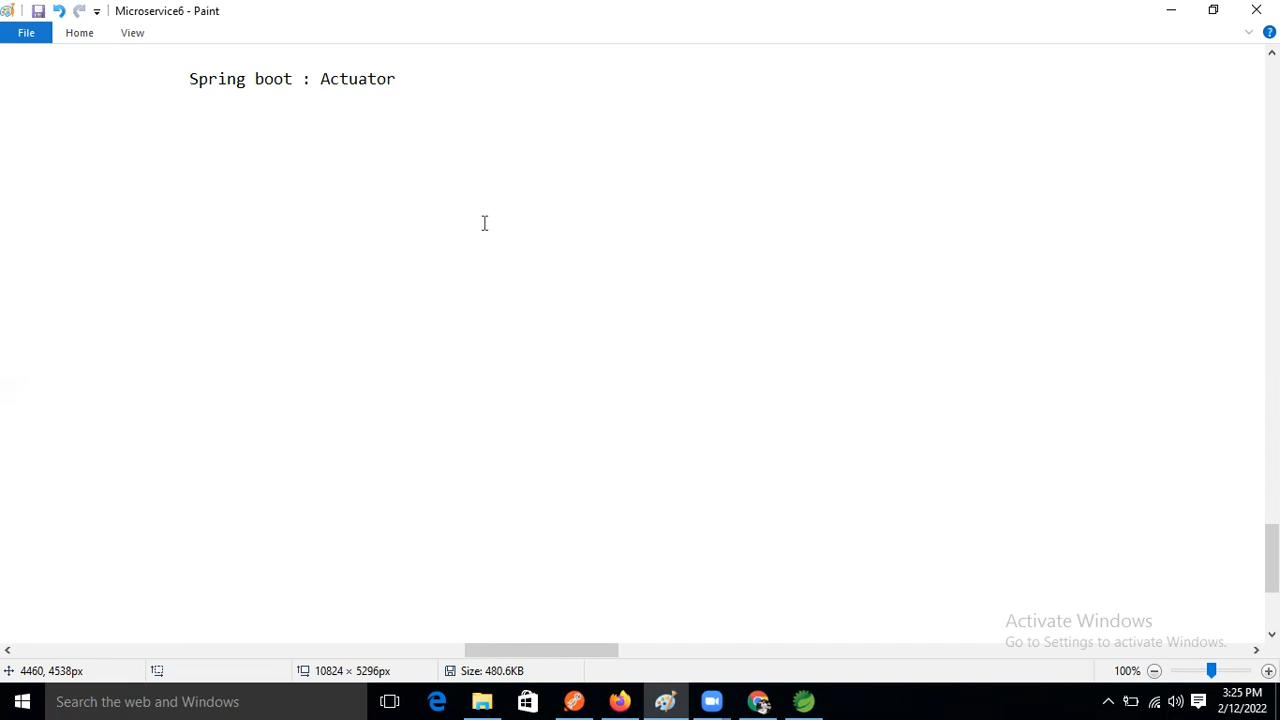 Microservice6 - Paint
File Home View
Spring boot : Actuator
Activate Windows
Go to Settings to activate Windows.
4460, 4538px 10824 × 5296px Size: 480.6KB 100%
Search the web and Windows
3:25 PM
2/12/2022